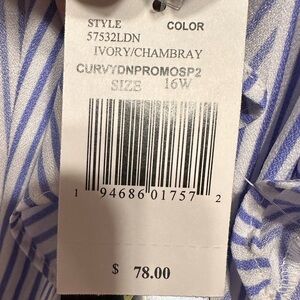 STYLE COLOR
57532LDN
IVORY/CHAMBRAY
CURVYDNPROMOSP2
SIZE 16W
1 94686 01757 2
$ 78.00